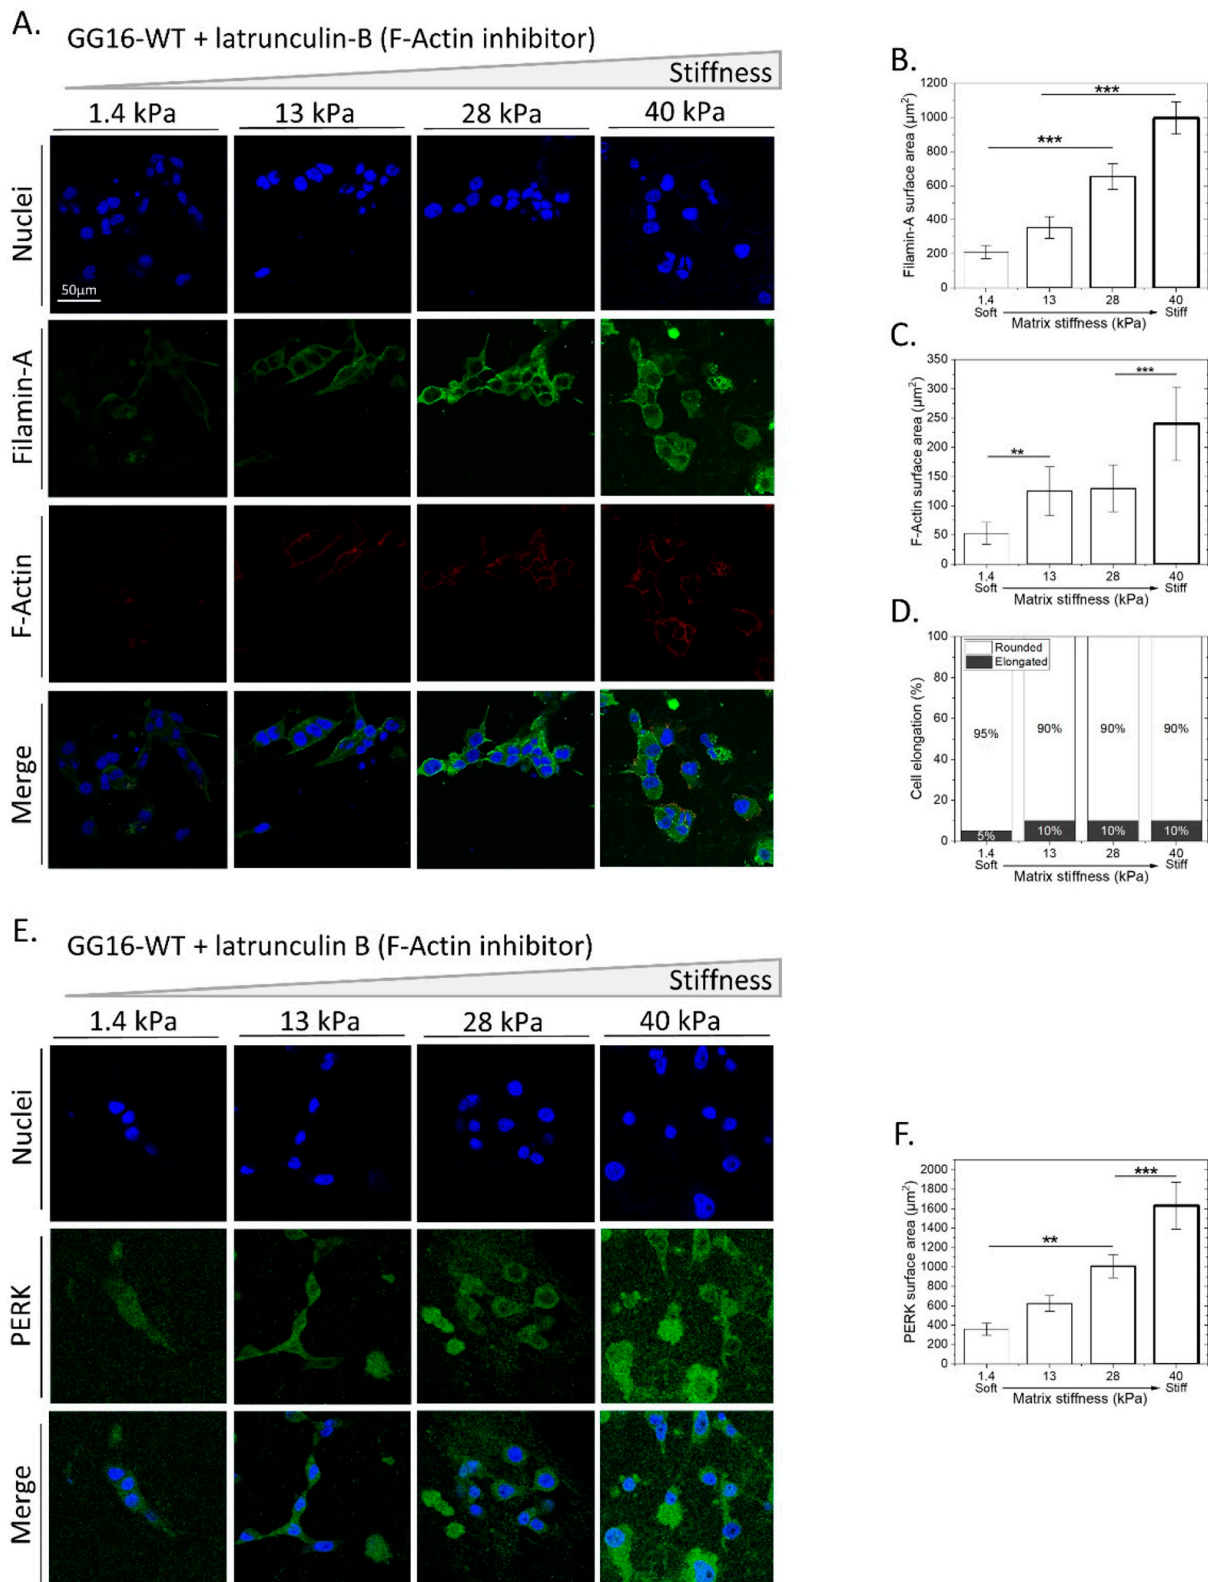 A.
GG16-WT + latrunculin-B (F-Actin inhibitor)
Stiffness
1.4 kPa 13 kPa 28 kPa 40 kPa
Nuclei
50μm
Filamin-A
F-Actin
Merge
B.
Filamin-A surface area (μm²)
1200
1000
800
600
400
200
0
***
***
1.4 13 28 40
Soft Matrix stiffness (kPa) Stiff
C.
F-Actin surface area (μm²)
350
300
250
200
150
100
50
0
***
**
1.4 13 28 40
Soft Matrix stiffness (kPa) Stiff
D.
Cell elongation (%)
100
80
60
40
20
0
Rounded
Elongated
95% 90% 90% 90%
5% 10% 10% 10%
1.4 13 28 40
Soft Matrix stiffness (kPa) Stiff
E.
GG16-WT + latrunculin B (F-Actin inhibitor)
Stiffness
1.4 kPa 13 kPa 28 kPa 40 kPa
Nuclei
PERK
Merge
F.
PERK surface area (μm²)
2000
1800
1600
1400
1200
1000
800
600
400
200
0
***
**
1.4 13 28 40
Soft Matrix stiffness (kPa) Stiff